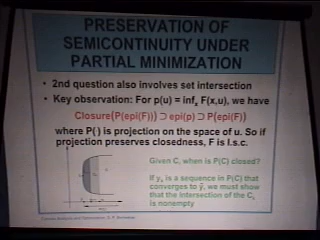 PRESERVATION OF
SEMICONTINUITY UNDER
PARTIAL MINIMIZATION
• 2nd question also involves set intersection
• Key observation: For p(u) = infₓ F(x,u), we have
Closure(P(epi(F))) ⊃ epi(p) ⊃ P(epi(F))
where P(·) is projection on the space of u. So if
projection preserves closedness, F is l.s.c.
Given C, when is P(C) closed?
If yₖ is a sequence in P(C) that
converges to ȳ, we must show
that the intersection of the Cₖ
is nonempty